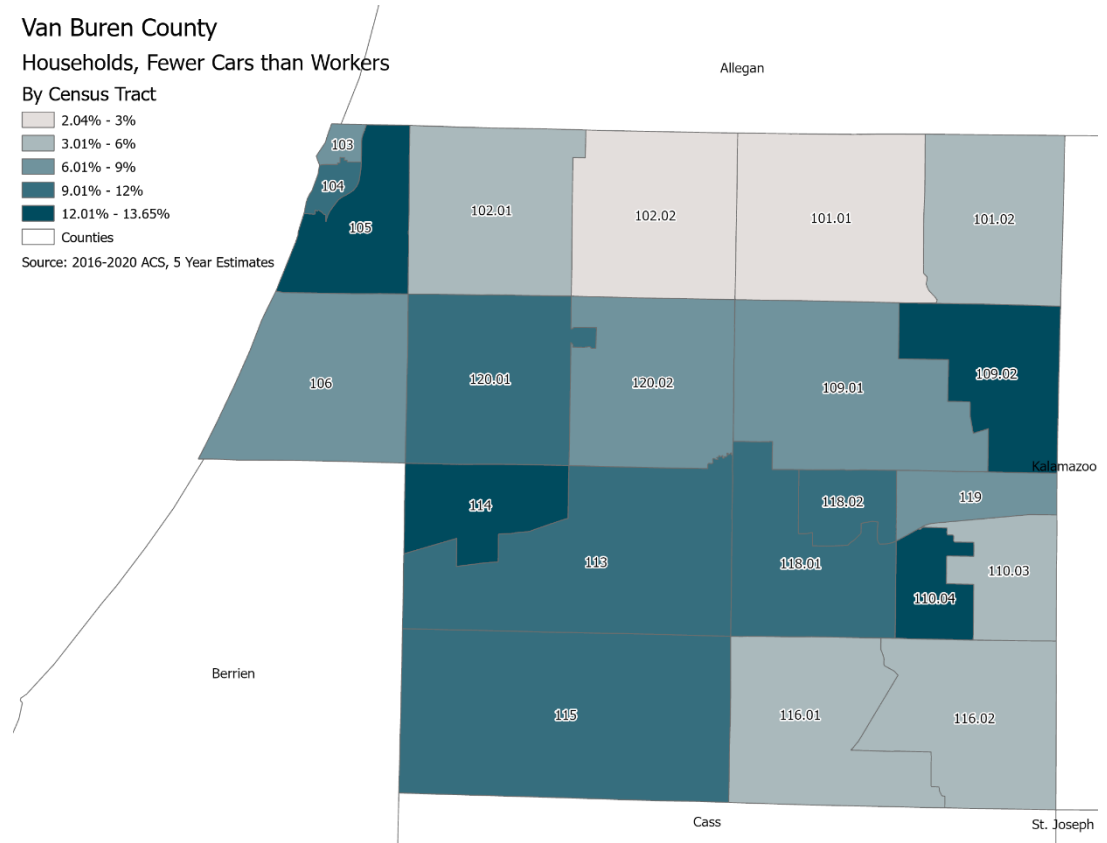 Van Buren County
Households, Fewer Cars than Workers
By Census Tract
2.04% - 3%
3.01% - 6%
6.01% - 9%
9.01% - 12%
12.01% - 13.65%
Counties
Source: 2016-2020 ACS, 5 Year Estimates
Allegan
103
104
105
102.01
102.02
101.01
101.02
106
120.01
120.02
109.01
109.02
Kalamazoo
114
118.02
119
113
118.01
110.03
110.04
Berrien
115
116.01
116.02
Cass
St. Joseph